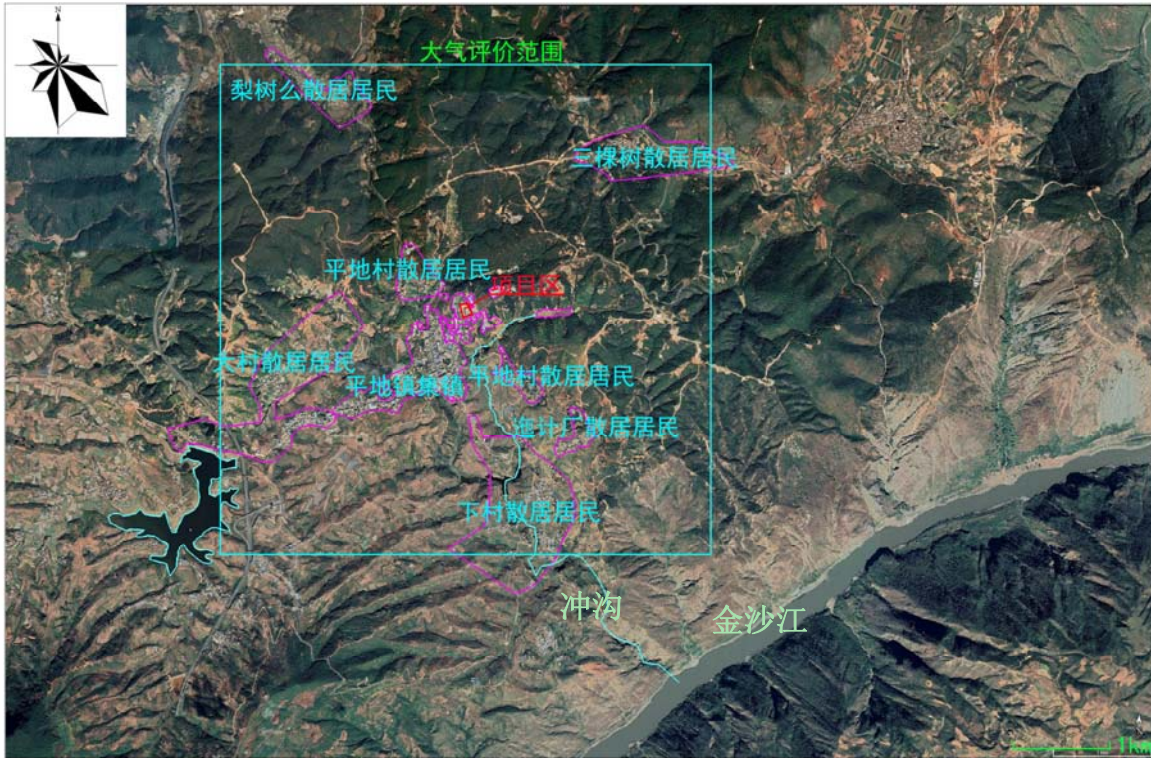 N
大气评价范围
梨树么散居居民
三棵树散居居民
平地村散居居民
项目区
大村散居居民
平地镇集镇
平地村散居居民
迤计厂散居居民
下村散居居民
冲沟
金沙江
1km